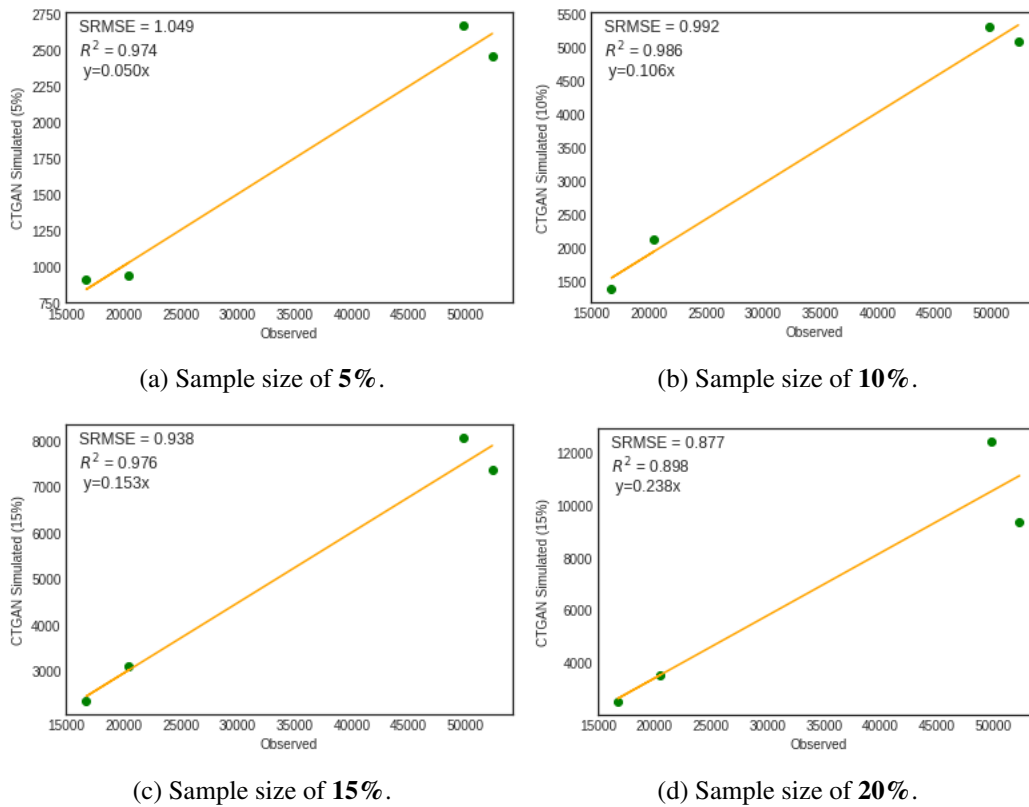 SRMSE = 1.049
R² = 0.974
y=0.050x
2750
2500
2250
2000
1750
1500
1250
1000
750
CTGAN Simulated (5%)
15000 20000 25000 30000 35000 40000 45000 50000
Observed
(a) Sample size of 5%.
SRMSE = 0.992
R² = 0.986
y=0.106x
5500
5000
4500
4000
3500
3000
2500
2000
1500
CTGAN Simulated (10%)
15000 20000 25000 30000 35000 40000 45000 50000
Observed
(b) Sample size of 10%.
SRMSE = 0.938
R² = 0.976
y=0.153x
8000
7000
6000
5000
4000
3000
CTGAN Simulated (15%)
15000 20000 25000 30000 35000 40000 45000 50000
Observed
(c) Sample size of 15%.
SRMSE = 0.877
R² = 0.898
y=0.238x
12000
10000
8000
6000
4000
CTGAN Simulated (15%)
15000 20000 25000 30000 35000 40000 45000 50000
Observed
(d) Sample size of 20%.